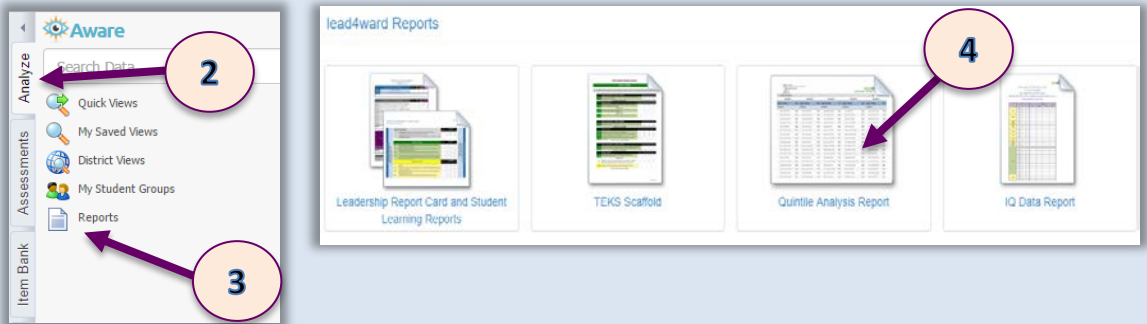 Aware
Search Data
Analyze
Quick Views
My Saved Views
District Views
My Student Groups
Reports
Assessments
Item Bank
2
3
lead4ward Reports
4
Leadership Report Card and Student
Learning Reports
TEKS Scaffold
Quintile Analysis Report
IQ Data Report